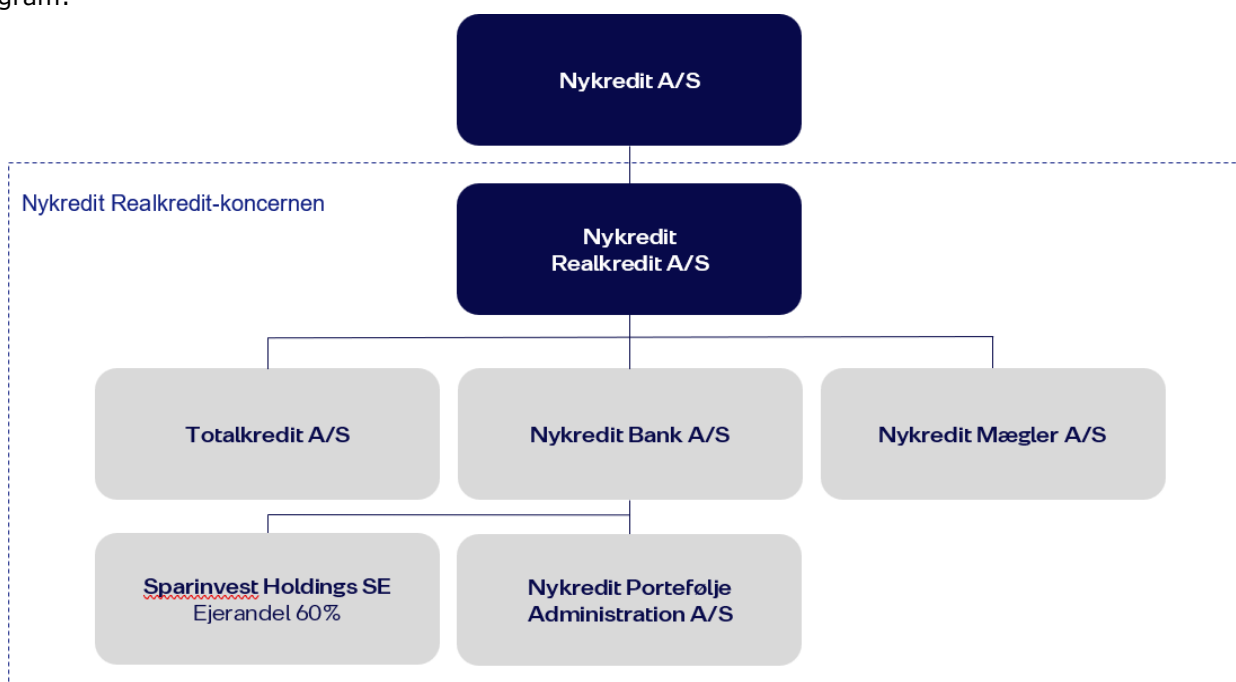 gram:
Nykredit A/S
Nykredit Realkredit-koncernen
Nykredit
Realkredit A/S
Totalkredit A/S
Nykredit Bank A/S
Nykredit Mægler A/S
Sparinvest Holdings SE
Ejerandel 60%
Nykredit Portefølje
Administration A/S